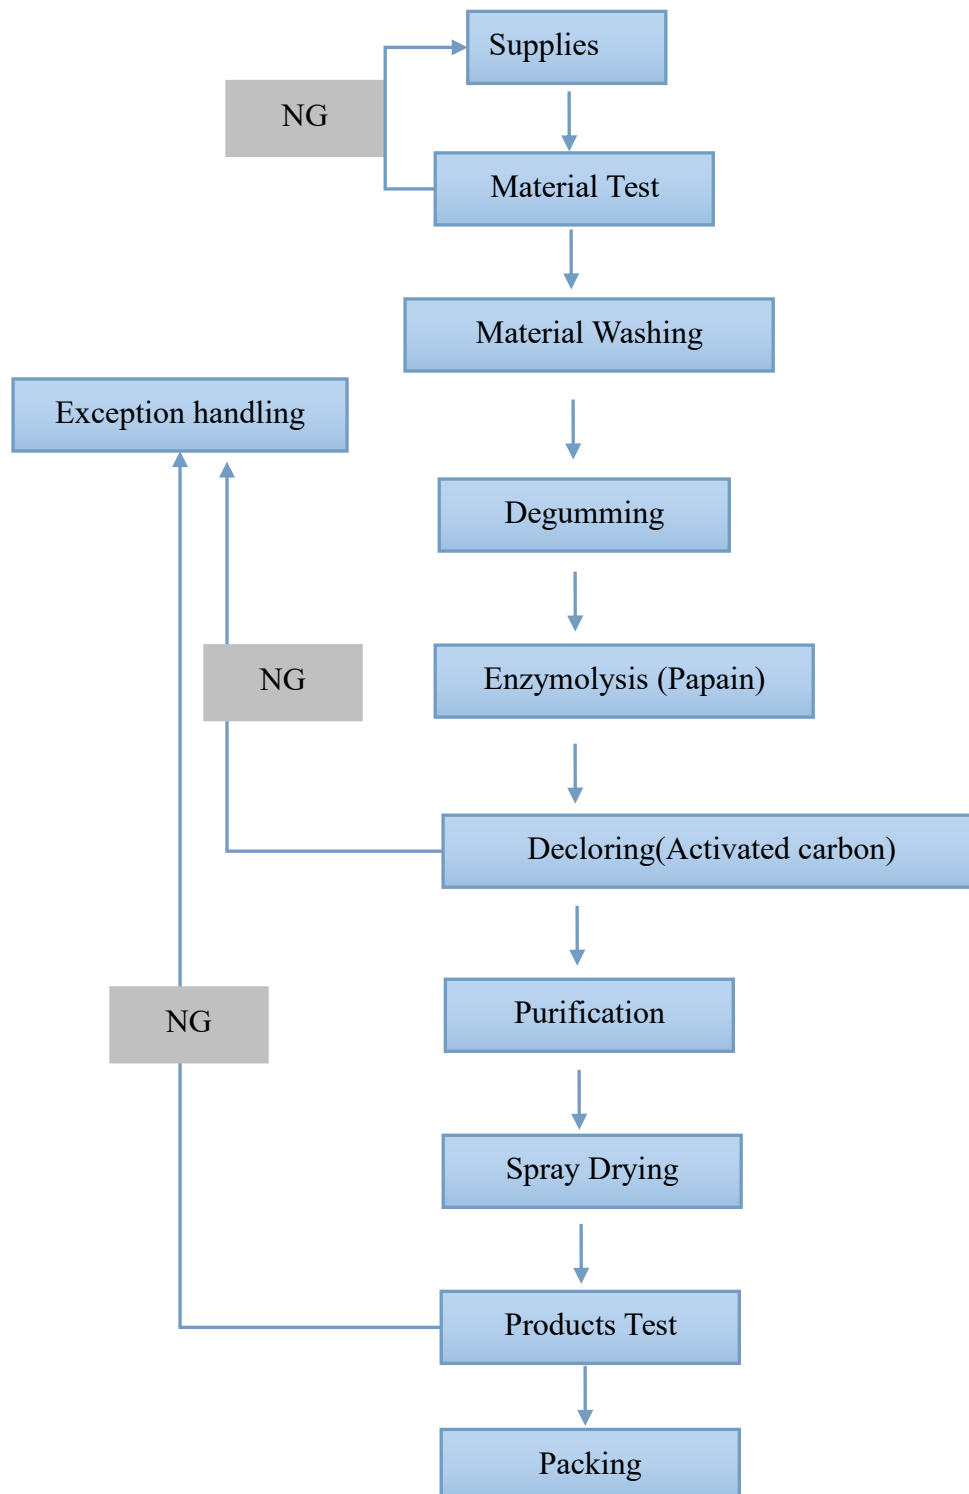 Supplies
NG
Material Test
Material Washing
Exception handling
Degumming
NG
Enzymolysis (Papain)
Decloring(Activated carbon)
Purification
NG
Spray Drying
Products Test
Packing